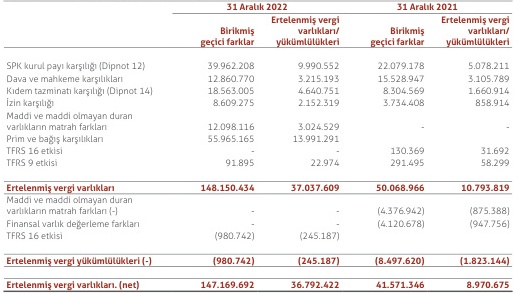 31 Aralık 2022 31 Aralık 2021
Ertelenmiş vergi Ertelenmiş vergi
Birikmiş varlıkları/ Birikmiş varlıkları/
geçici farklar yükümlülükleri geçici farklar yükümlülükleri
SPK kurul payı karşılığı (Dipnot 12) 39.962.208 9.990.552 22.079.178 5.078.211
Dava ve mahkeme karşılıkları 12.860.770 3.215.193 15.528.947 3.105.789
Kıdem tazminatı karşılığı (Dipnot 14) 18.563.005 4.640.751 8.304.569 1.660.914
İzin karşılığı 8.609.275 2.152.319 3.734.408 858.914
Maddi ve maddi olmayan duran
varlıkların matrah farkları 12.098.116 3.024.529 - -
Prim ve bağış karşılıkları 55.965.165 13.991.291
TFRS 16 etkisi - - 130.369 31.692
TFRS 9 etkisi 91.895 22.974 291.495 58.299
Ertelenmiş vergi varlıkları 148.150.434 37.037.609 50.068.966 10.793.819
Maddi ve maddi olmayan duran
varlıkların matrah farkları (-) - - (4.376.942) (875.388)
Finansal varlık değerleme farkları - - (4.120.678) (947.756)
TFRS 16 etkisi (980.742) (245.187)
Ertelenmiş vergi yükümlülükleri (-) (980.742) (245.187) (8.497.620) (1.823.144)
Ertelenmiş vergi varlıkları. (net) 147.169.692 36.792.422 41.571.346 8.970.675